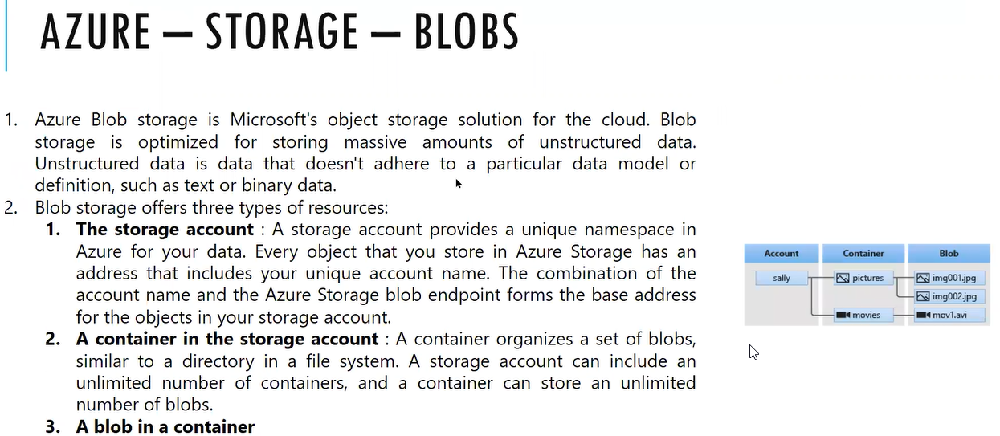 AZURE – STORAGE – BLOBS
1. Azure Blob storage is Microsoft's object storage solution for the cloud. Blob
storage is optimized for storing massive amounts of unstructured data.
Unstructured data is data that doesn't adhere to a particular data model or
definition, such as text or binary data.
2. Blob storage offers three types of resources:
1. The storage account : A storage account provides a unique namespace in
Azure for your data. Every object that you store in Azure Storage has an
address that includes your unique account name. The combination of the
account name and the Azure Storage blob endpoint forms the base address
for the objects in your storage account.
2. A container in the storage account : A container organizes a set of blobs,
similar to a directory in a file system. A storage account can include an
unlimited number of containers, and a container can store an unlimited
number of blobs.
3. A blob in a container
Account Container Blob
sally pictures img001.jpg
img002.jpg
movies mov1.avi